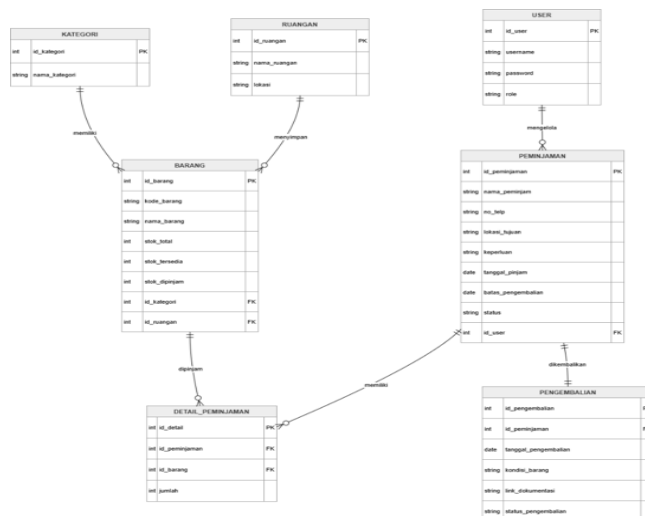 KATEGORI
int id_kategori PK
string nama_kategori
RUANGAN
int id_ruangan PK
string nama_ruangan
string lokasi
USER
int id_user PK
string username
string password
string role
memiliki
menyimpan
mengelola
BARANG
int id_barang PK
string kode_barang
string nama_barang
int stok_total
int stok_tersedia
int stok_dipinjam
int id_kategori FK
int id_ruangan FK
PEMINJAMAN
int id_peminjaman PK
string nama_peminjam
string no_telp
string lokasi_tujuan
string keperluan
date tanggal_pinjam
date batas_pengembalian
string status
int id_user FK
dipinjam
memiliki
dikembalikan
DETAIL_PEMINJAMAN
int id_detail PK
int id_peminjaman FK
int id_barang FK
int jumlah
PENGEMBALIAN
int id_pengembalian
int id_peminjaman
date tanggal_pengembalian
string kondisi_barang
string link_dokumentasi
string status_pengembalian